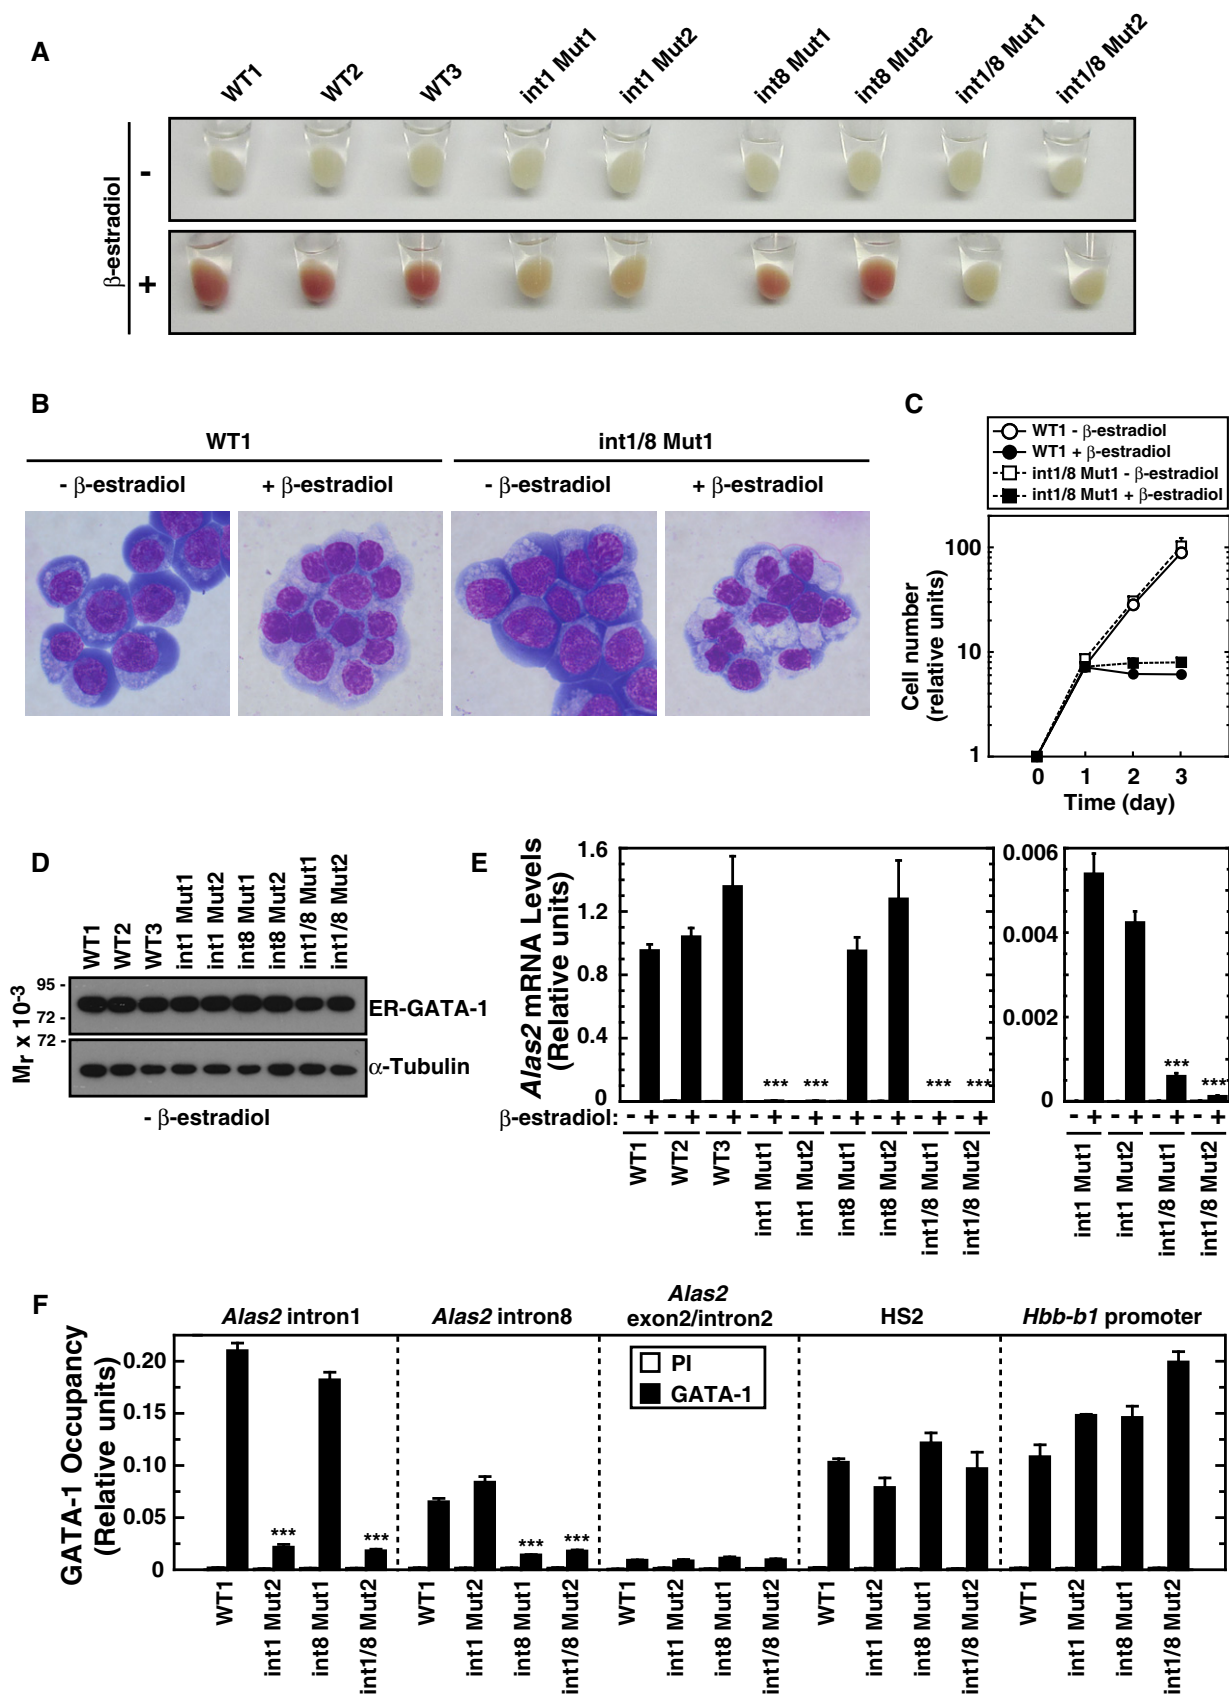 A
WT1 WT2 WT3 int1 Mut1 int1 Mut2 int8 Mut1 int8 Mut2 int1/8 Mut1 int1/8 Mut2
β-estradiol
-
+
B
WT1 int1/8 Mut1
- β-estradiol + β-estradiol - β-estradiol + β-estradiol
C
WT1 - β-estradiol
WT1 + β-estradiol
int1/8 Mut1 - β-estradiol
int1/8 Mut1 + β-estradiol
Cell number
(relative units)
100
10
1
0 1 2 3
Time (day)
D
WT1 WT2 WT3 int1 Mut1 int1 Mut2 int8 Mut1 int8 Mut2 int1/8 Mut1 int1/8 Mut2
Mr x 10-3
95 -
72 -
72 -
ER-GATA-1
α-Tubulin
- β-estradiol
E
Alas2 mRNA Levels
(Relative units)
1.6
1.2
0.8
0.4
0
*** *** *** ***
β-estradiol: - + - + - + - + - + - + - + - + - +
WT1 WT2 WT3 int1 Mut1 int1 Mut2 int8 Mut1 int8 Mut2 int1/8 Mut1 int1/8 Mut2
0.006
0.004
0.002
0
*** ***
- + - + - + - +
int1 Mut1 int1 Mut2 int1/8 Mut1 int1/8 Mut2
F
GATA-1 Occupancy
(Relative units)
Alas2 intron1 Alas2 intron8 Alas2
exon2/intron2 HS2 Hbb-b1 promoter
PI
GATA-1
0.20
0.15
0.10
0.05
0
*** *** *** ***
WT1 int1 Mut2 int8 Mut1 int1/8 Mut2 WT1 int1 Mut2 int8 Mut1 int1/8 Mut2 WT1 int1 Mut2 int8 Mut1 int1/8 Mut2 WT1 int1 Mut2 int8 Mut1 int1/8 Mut2 WT1 int1 Mut2 int8 Mut1 int1/8 Mut2